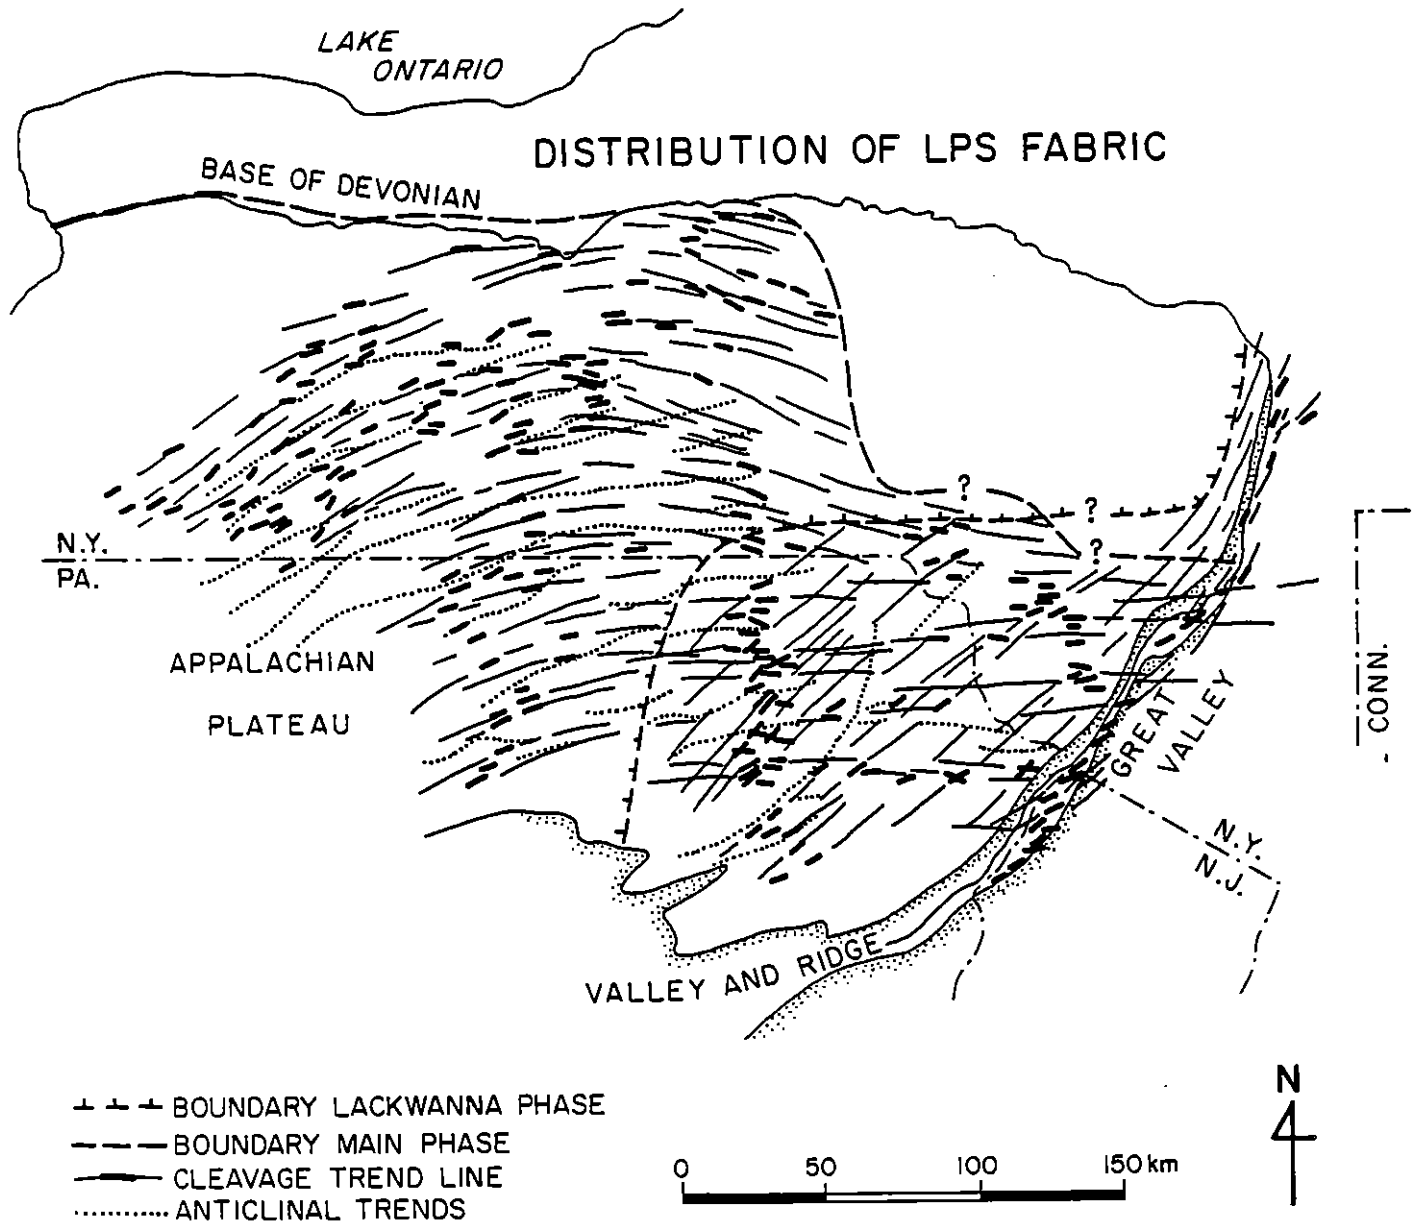 LAKE
ONTARIO
DISTRIBUTION OF LPS FABRIC
BASE OF DEVONIAN
?
?
?
N.Y.
PA.
APPALACHIAN
PLATEAU
GREAT
VALLEY
CONN.
N.Y.
N.J.
VALLEY AND RIDGE
BOUNDARY LACKWANNA PHASE
BOUNDARY MAIN PHASE
CLEAVAGE TREND LINE
ANTICLINAL TRENDS
0 50 100 150 km
N